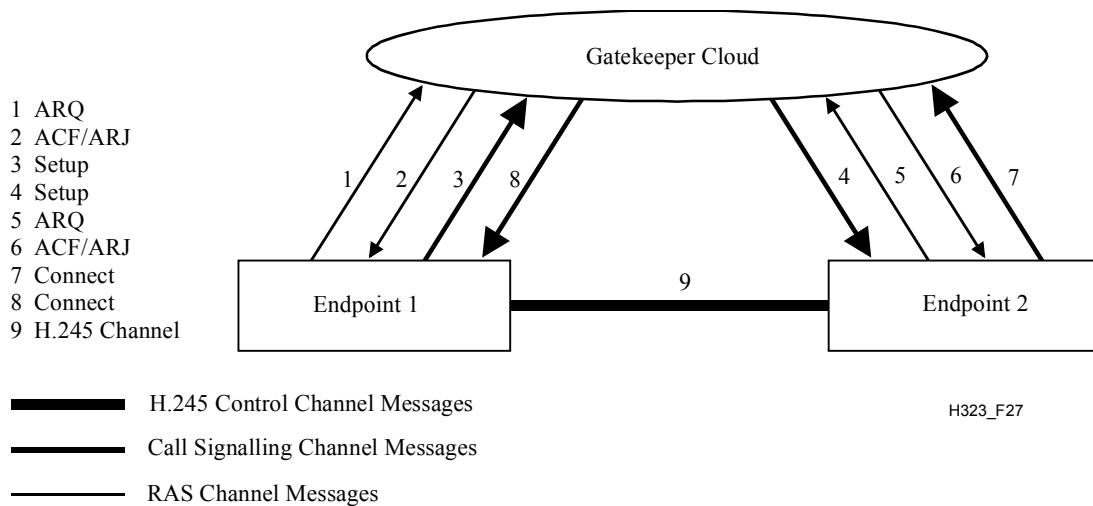 Gatekeeper Cloud
1 ARQ
2 ACF/ARJ
3 Setup
4 Setup
5 ARQ
6 ACF/ARJ
7 Connect
8 Connect
9 H.245 Channel
1
2
3
8
4
5
6
7
Endpoint 1
9
Endpoint 2
H.245 Control Channel Messages
H323_F27
Call Signalling Channel Messages
RAS Channel Messages